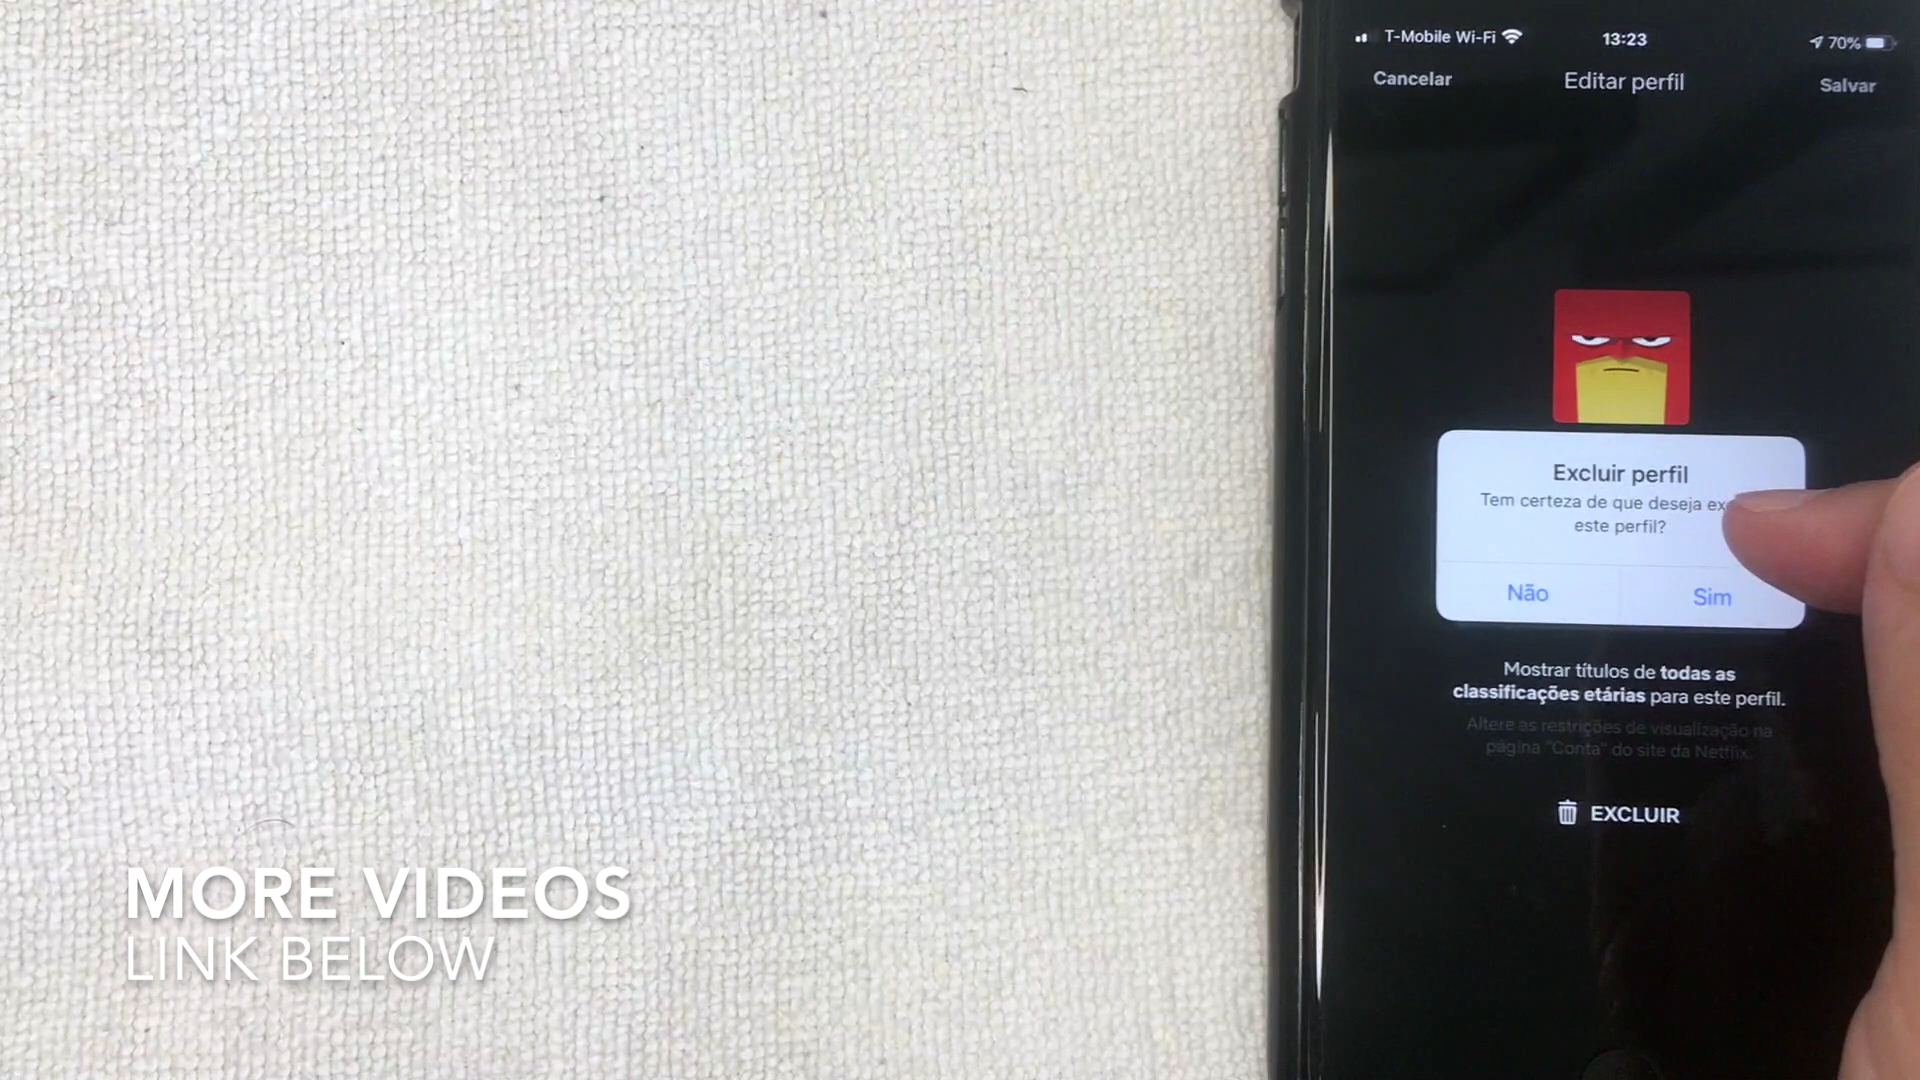 T-Mobile Wi-Fi
13:23
70%
Cancelar
Editar perfil
Salvar
Excluir perfil
Tem certeza de que deseja
este perfil?
Não
Sim
Mostrar títulos de todas as
classificações etárias para este perfil.
Altere as restrições de visualização na
página "Conta" do site da Netflix.
EXCLUIR
MORE VIDEOS
LINK BELOW